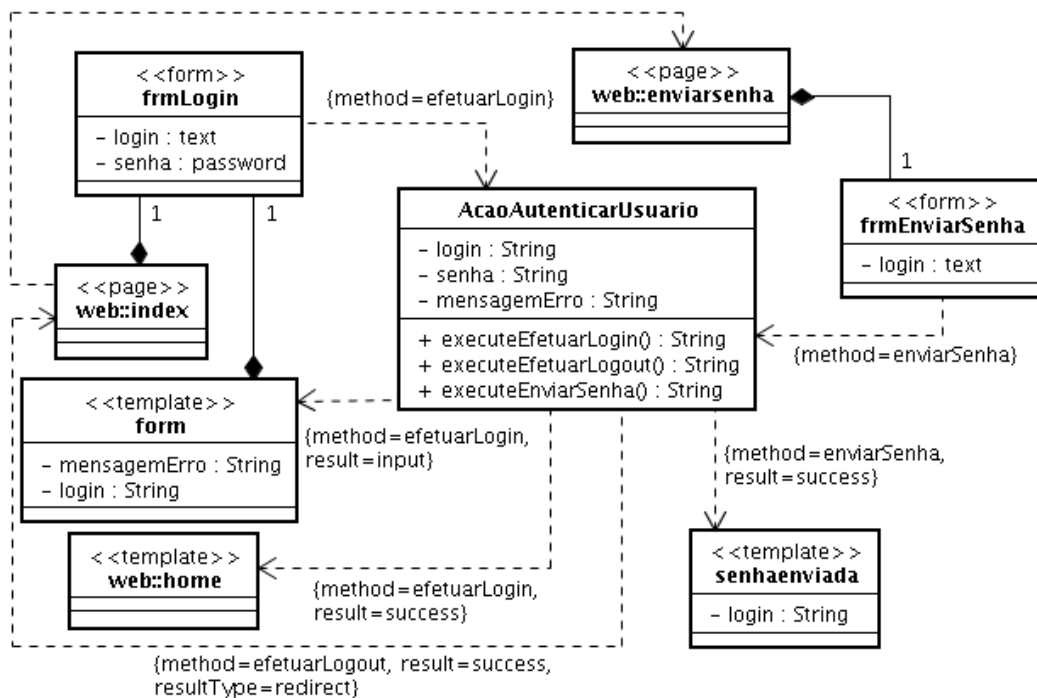 <<form>>
frmLogin
- login : text
- senha : password
{method=efetuarLogin}
<<page>>
web::enviarsenha
1
1
1
<<form>>
frmEnviarSenha
- login : text
AcaoAutenticarUsuario
- login : String
- senha : String
- mensagemErro : String
+ executeEfetuarLogin() : String
+ executeEfetuarLogout() : String
+ executeEnviarSenha() : String
<<page>>
web::index
{method=enviarSenha}
<<template>>
form
- mensagemErro : String
- login : String
{method=efetuarLogin,
result=input}
{method=enviarSenha,
result=success}
<<template>>
web::home
{method=efetuarLogin,
result=success}
<<template>>
senhaenviada
- login : String
{method=efetuarLogout, result=success,
resultType=redirect}